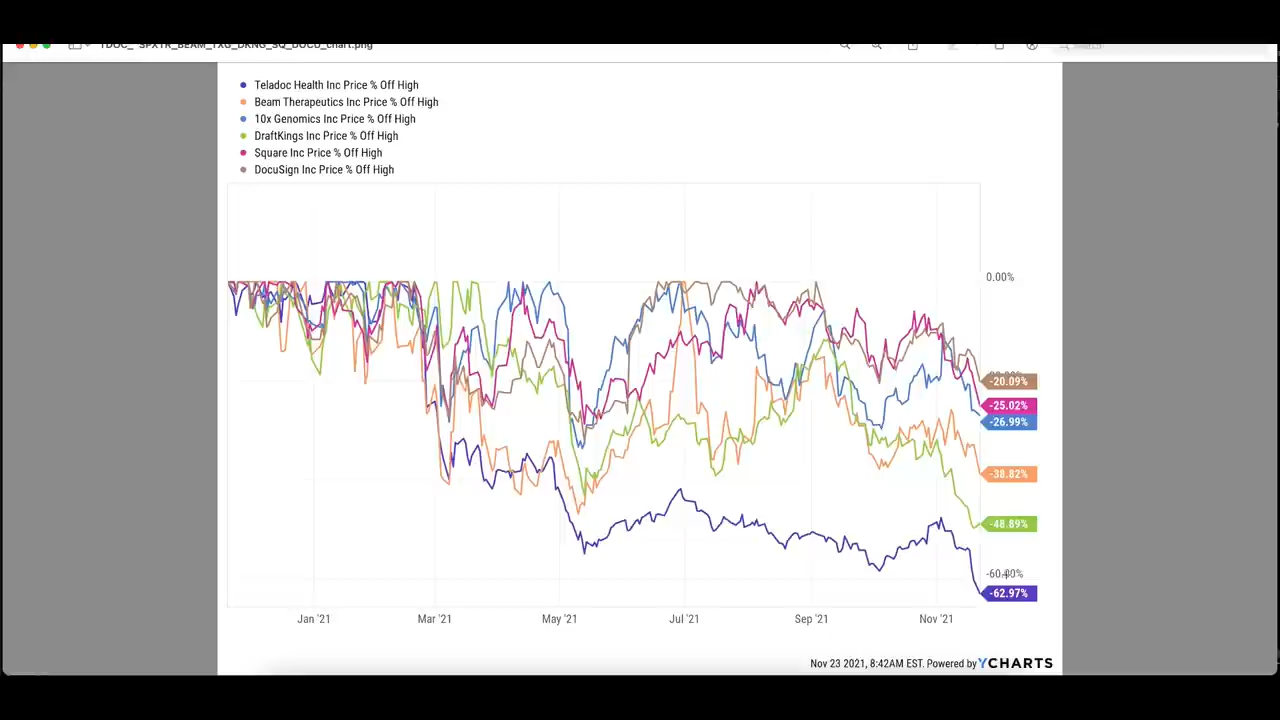 TDOC_ SPXTR_BEAM_TXG_DKNG_SQ_DOCU_chart.png
Teladoc Health Inc Price % Off High
Beam Therapeutics Inc Price % Off High
10x Genomics Inc Price % Off High
DraftKings Inc Price % Off High
Square Inc Price % Off High
DocuSign Inc Price % Off High
0.00%
-20.09%
-25.02%
-26.99%
-38.82%
-48.89%
-60.00%
-62.97%
Jan '21 Mar '21 May '21 Jul '21 Sep '21 Nov '21
Nov 23 2021, 8:42AM EST. Powered by YCHARTS